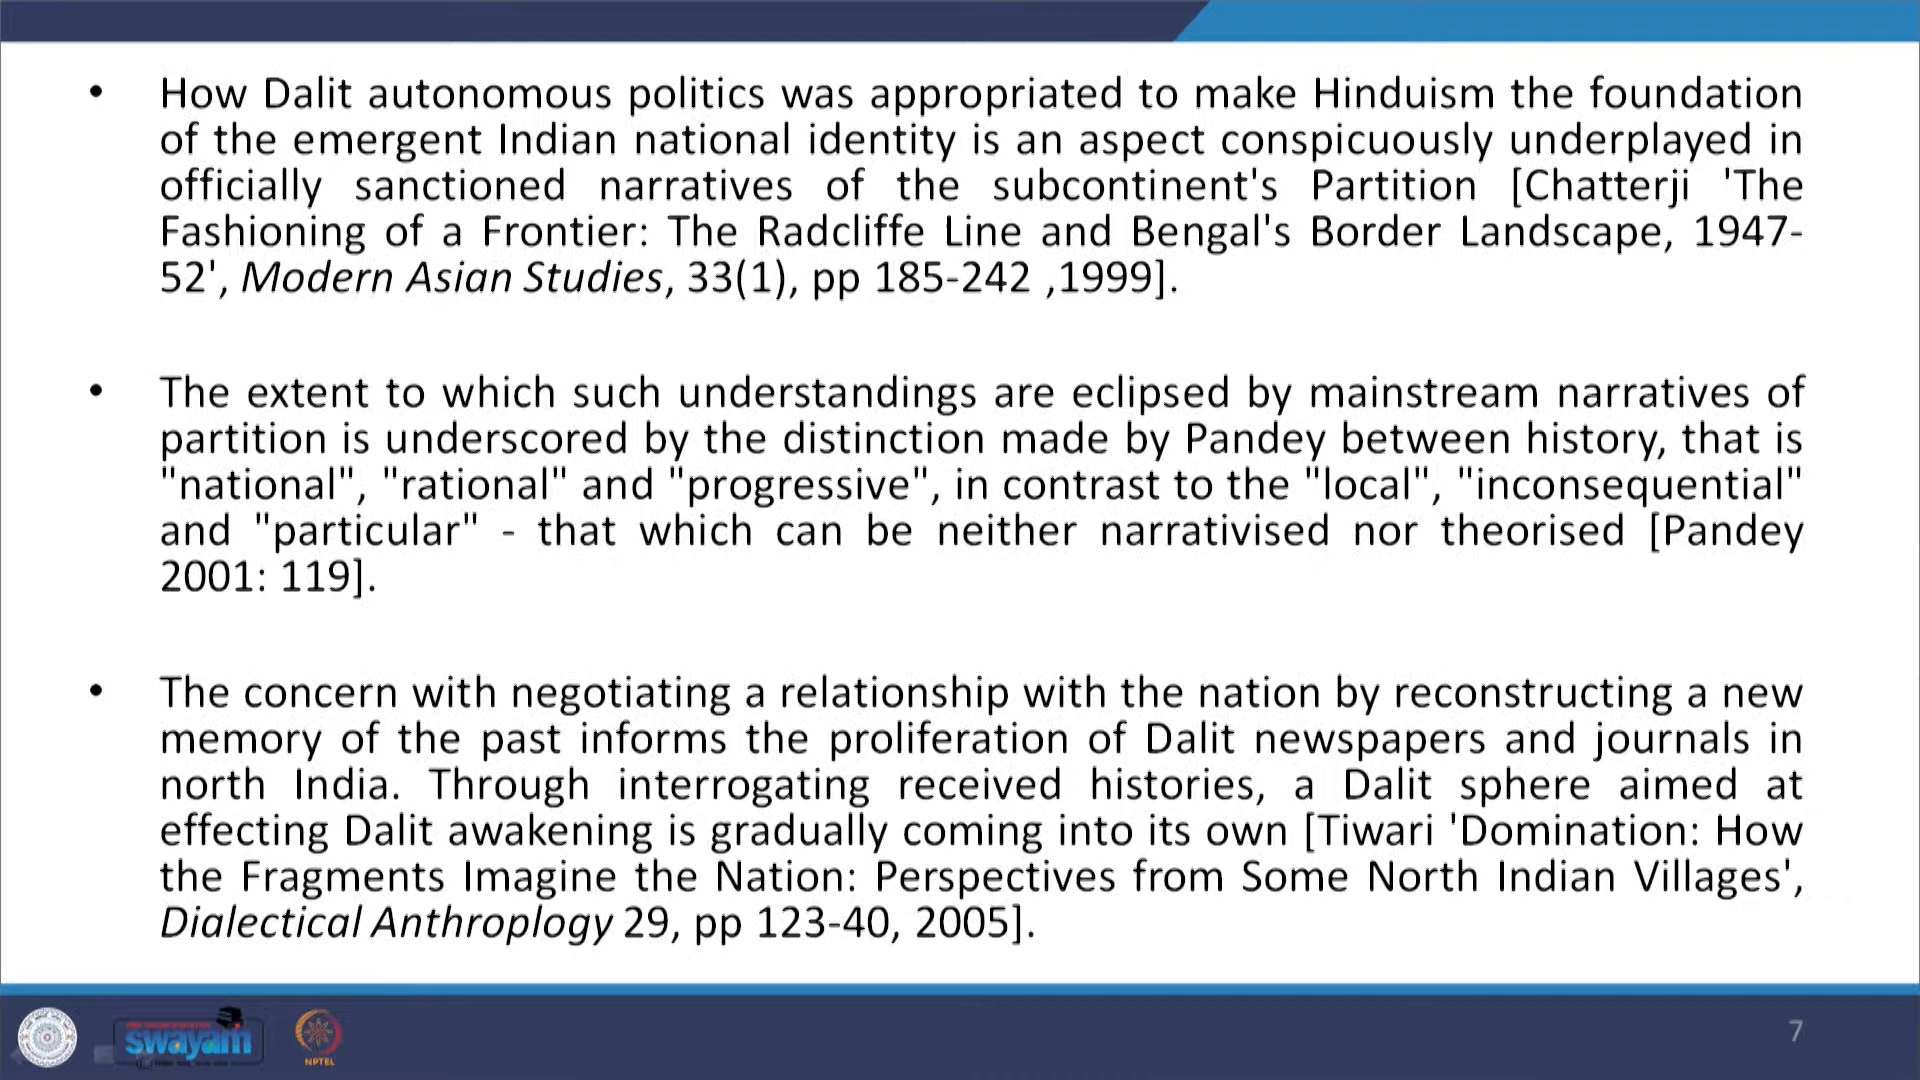 • How Dalit autonomous politics was appropriated to make Hinduism the foundation
of the emergent Indian national identity is an aspect conspicuously underplayed in
officially sanctioned narratives of the subcontinent's Partition [Chatterji 'The
Fashioning of a Frontier: The Radcliffe Line and Bengal's Border Landscape, 1947-
52', Modern Asian Studies, 33(1), pp 185-242 ,1999].
• The extent to which such understandings are eclipsed by mainstream narratives of
partition is underscored by the distinction made by Pandey between history, that is
"national", "rational" and "progressive", in contrast to the "local", "inconsequential"
and "particular" - that which can be neither narrativised nor theorised [Pandey
2001: 119].
• The concern with negotiating a relationship with the nation by reconstructing a new
memory of the past informs the proliferation of Dalit newspapers and journals in
north India. Through interrogating received histories, a Dalit sphere aimed at
effecting Dalit awakening is gradually coming into its own [Tiwari 'Domination: How
the Fragments Imagine the Nation: Perspectives from Some North Indian Villages',
Dialectical Anthroplogy 29, pp 123-40, 2005].
swayam
NPTEL
7